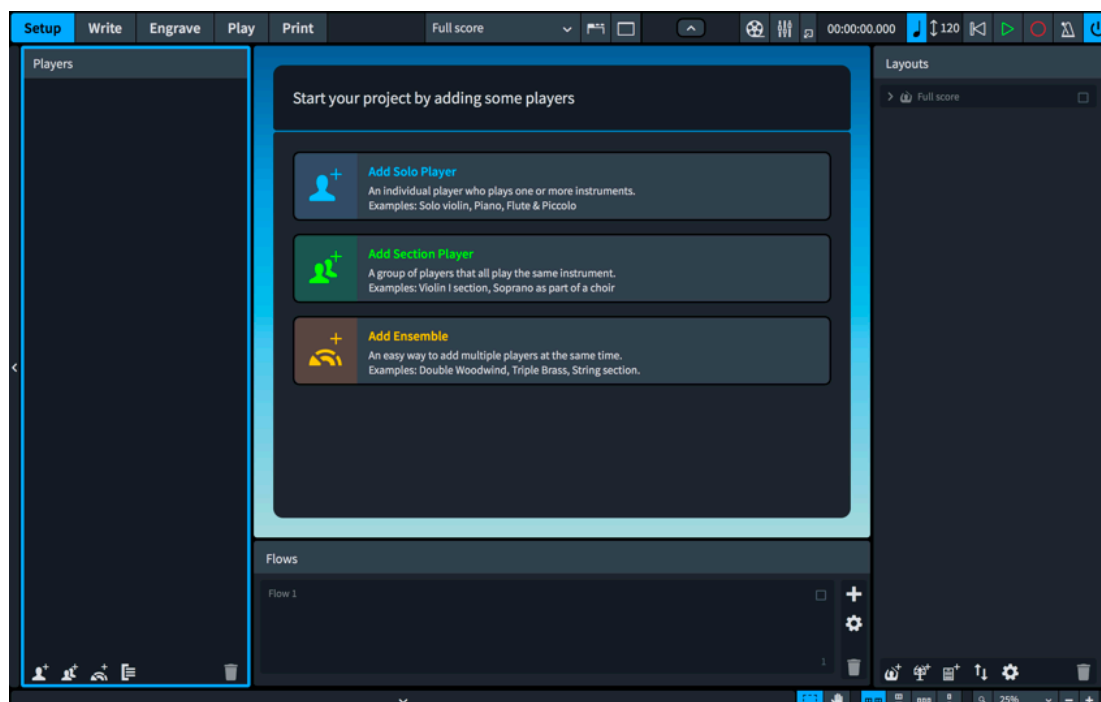 Setup Write Engrave Play Print Full score 00:00:00.000 120
Players
Layouts
Full score
Start your project by adding some players
Add Solo Player
An individual player who plays one or more instruments.
Examples: Solo violin, Piano, Flute & Piccolo
Add Section Player
A group of players that all play the same instrument.
Examples: Violin I section, Soprano as part of a choir
Add Ensemble
An easy way to add multiple players at the same time.
Examples: Double Woodwind, Triple Brass, String section.
Flows
Flow 1
1
25%